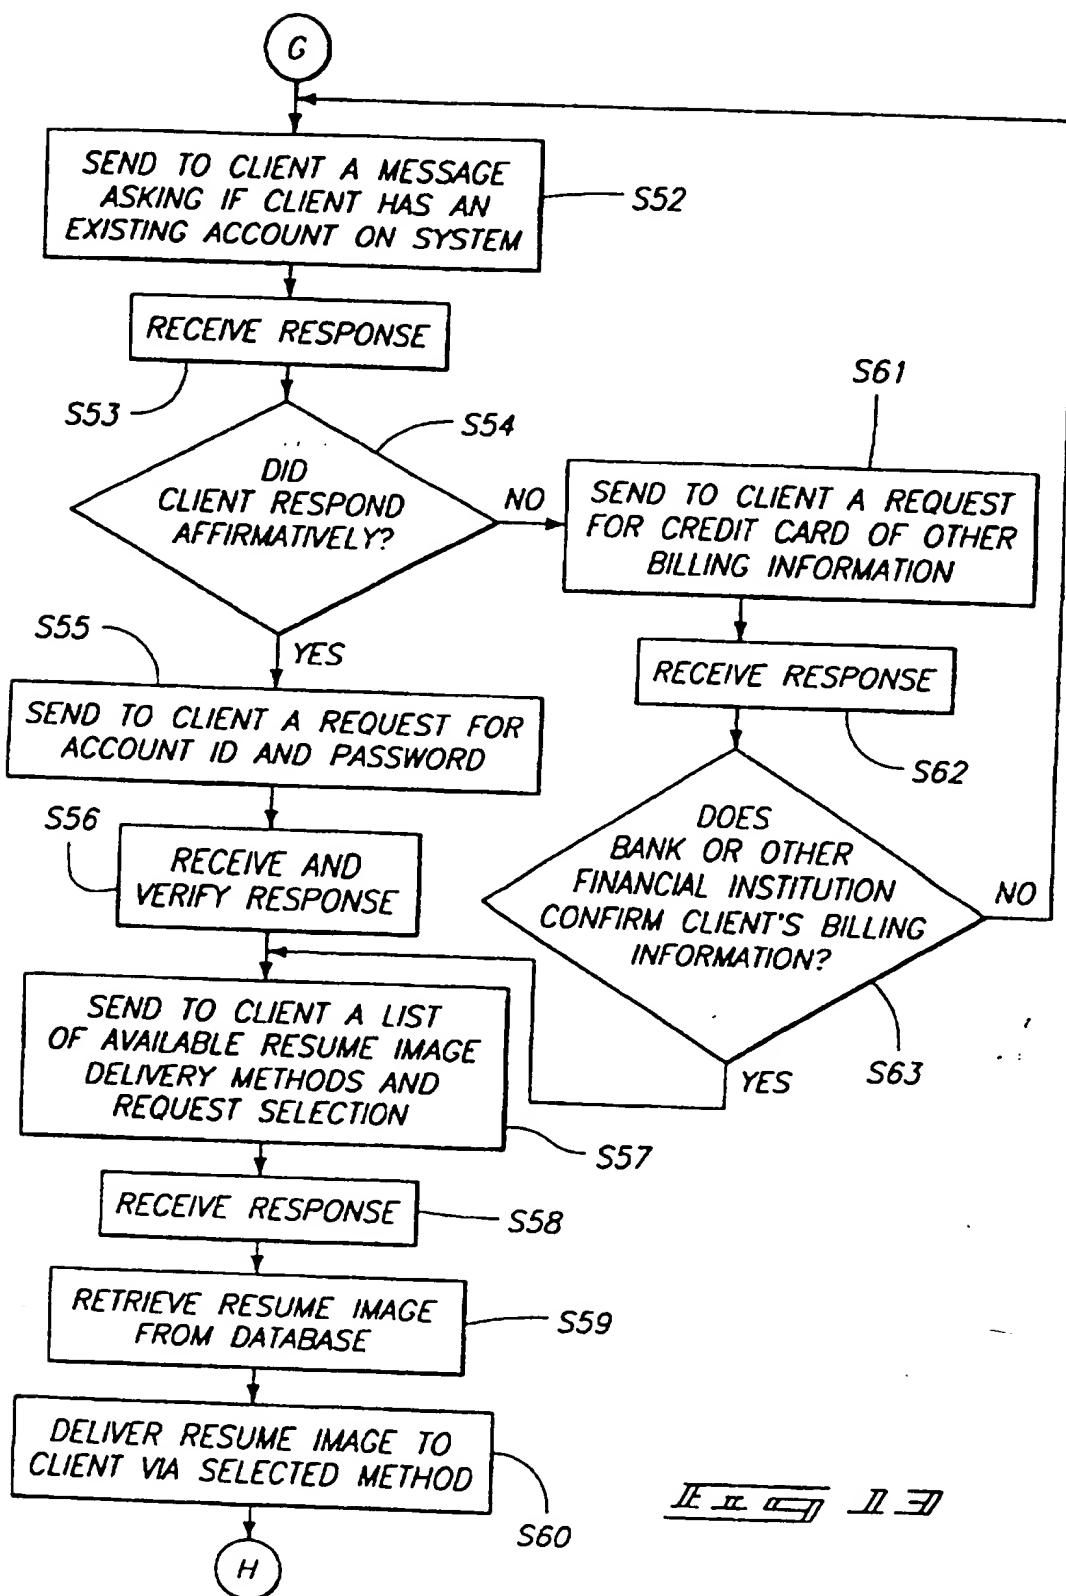 G
SEND TO CLIENT A MESSAGE
ASKING IF CLIENT HAS AN
EXISTING ACCOUNT ON SYSTEM
S52
RECEIVE RESPONSE
S53
DID
CLIENT RESPOND
AFFIRMATIVELY?
S54
NO
YES
S61
SEND TO CLIENT A REQUEST
FOR CREDIT CARD OF OTHER
BILLING INFORMATION
RECEIVE RESPONSE
S62
DOES
BANK OR OTHER
FINANCIAL INSTITUTION
CONFIRM CLIENT'S BILLING
INFORMATION?
NO
YES
S63
S55
SEND TO CLIENT A REQUEST FOR
ACCOUNT ID AND PASSWORD
S56
RECEIVE AND
VERIFY RESPONSE
SEND TO CLIENT A LIST
OF AVAILABLE RESUME IMAGE
DELIVERY METHODS AND
REQUEST SELECTION
S57
RECEIVE RESPONSE
S58
RETRIEVE RESUME IMAGE
FROM DATABASE
S59
DELIVER RESUME IMAGE TO
CLIENT VIA SELECTED METHOD
S60
H
FIG 13